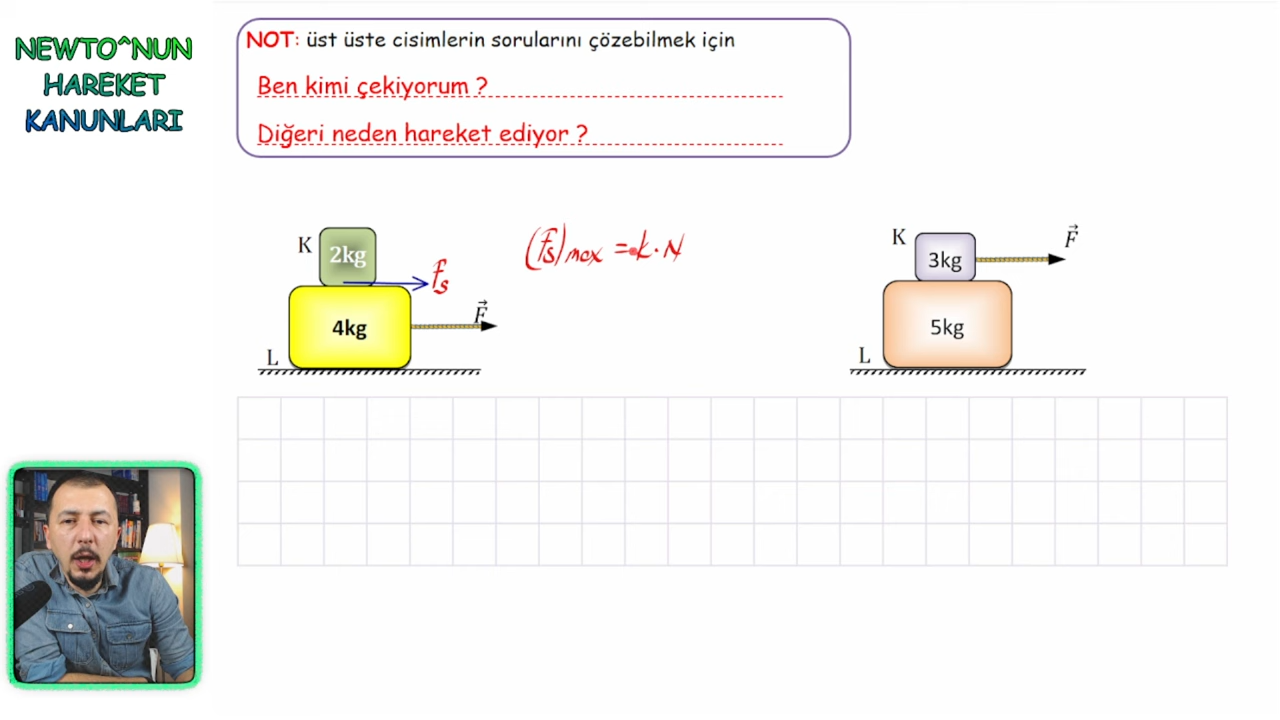 NEWTO^NUN
HAREKET
KANUNLARI
NOT: üst üste cisimlerin sorularını çözebilmek için
Ben kimi çekiyorum ?
Diğeri neden hareket ediyor ?
K
2kg
fs
4kg
F
L
(fs)max = k · N
K
3kg
F
5kg
L